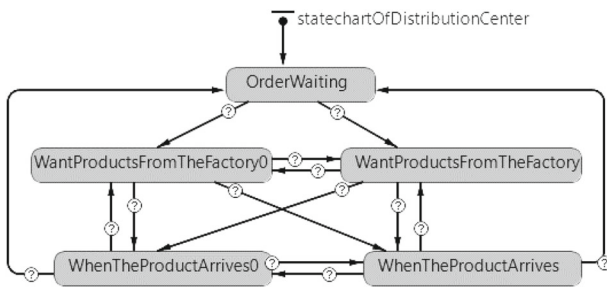 statechartOfDistributionCenter
OrderWaiting
?
?
WantProductsFromTheFactory0
?
?
WantProductsFromTheFactory
?
?
?
?
?
?
?
WhenTheProductArrives0
?
?
WhenTheProductArrives
?